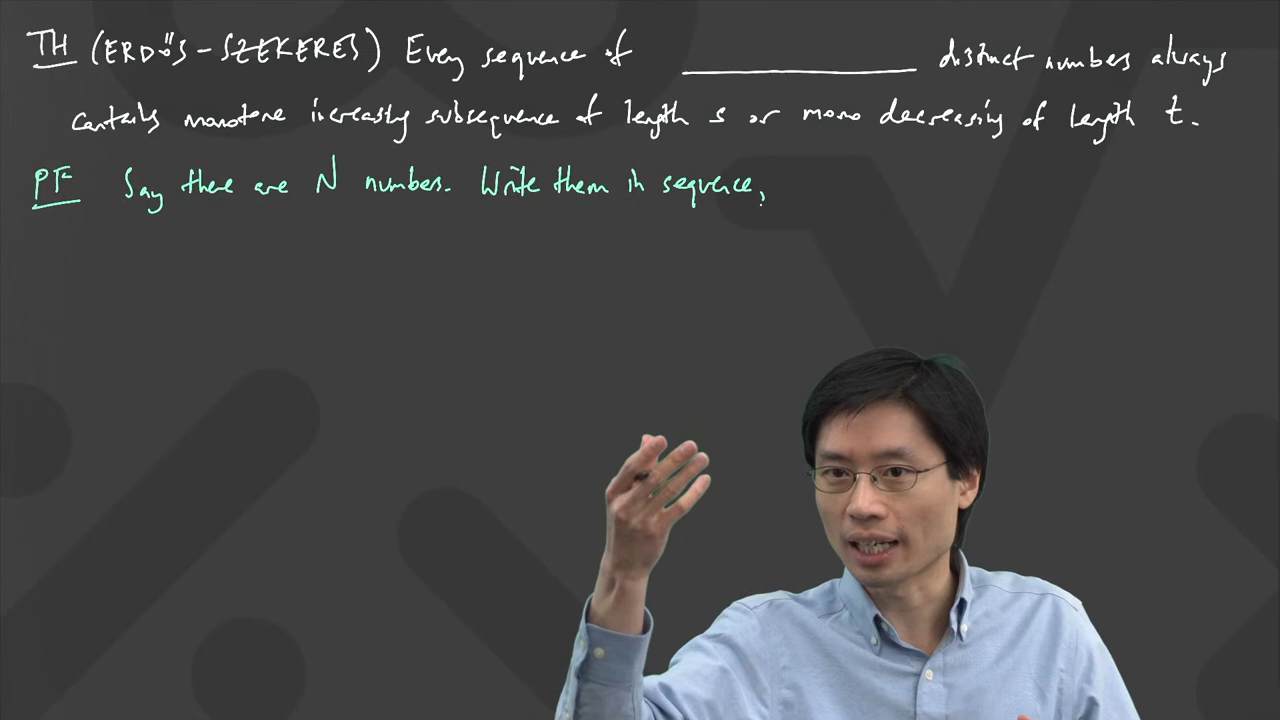 TH (ERDŐS-SZEKERES) Every sequence of ____________ distinct numbers always
contains monotone increasing subsequence of length s or mono decreasing of length t.
PF Say there are N numbers. Write them in sequence,